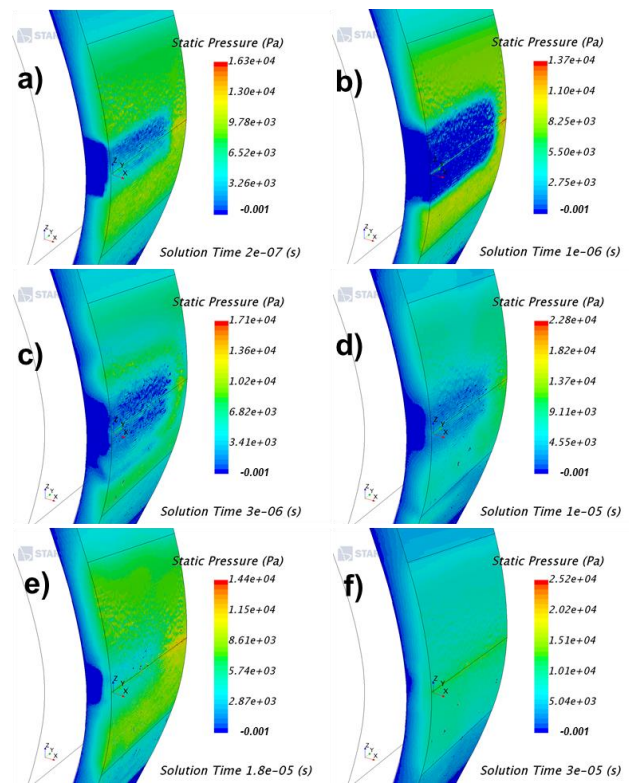 STAR
Static Pressure (Pa)
a)
1.63e+04
1.30e+04
9.78e+03
6.52e+03
3.26e+03
-0.001
Z
Y
X
Z
Y
X
Solution Time 2e-07 (s)
STAR
Static Pressure (Pa)
b)
1.37e+04
1.10e+04
8.25e+03
5.50e+03
2.75e+03
-0.001
Z
Y
X
Z
Y
X
Solution Time 1e-06 (s)
STAR
Static Pressure (Pa)
c)
1.71e+04
1.36e+04
1.02e+04
6.82e+03
3.41e+03
-0.001
Z
Y
X
Z
Y
X
Solution Time 3e-06 (s)
STAR
Static Pressure (Pa)
d)
2.28e+04
1.82e+04
1.37e+04
9.11e+03
4.55e+03
-0.001
Z
Y
X
Z
Y
X
Solution Time 1e-05 (s)
STAR
Static Pressure (Pa)
e)
1.44e+04
1.15e+04
8.61e+03
5.74e+03
2.87e+03
-0.001
Z
Y
X
Z
Y
X
Solution Time 1.8e-05 (s)
STAR
Static Pressure (Pa)
f)
2.52e+04
2.02e+04
1.51e+04
1.01e+04
5.04e+03
-0.001
Z
Y
X
Z
Y
X
Solution Time 3e-05 (s)